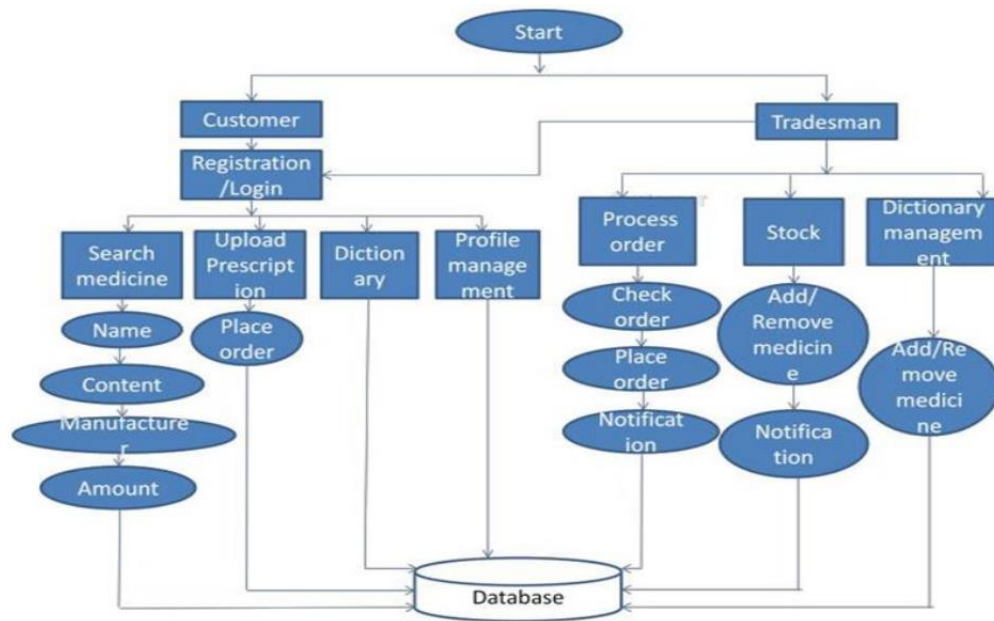 Start
Customer
Tradesman
Registration
/Login
Search
medicine
Upload
Prescript
ion
Diction
ary
Profile
manage
ment
Process
order
Stock
Dictionary
managem
ent
Name
Content
Manufacture
r
Amount
Place
order
Check
order
Place
order
Notificat
ion
Add/
Remove
medicin
e
Notifica
tion
Add/Re
move
medici
ne
Database